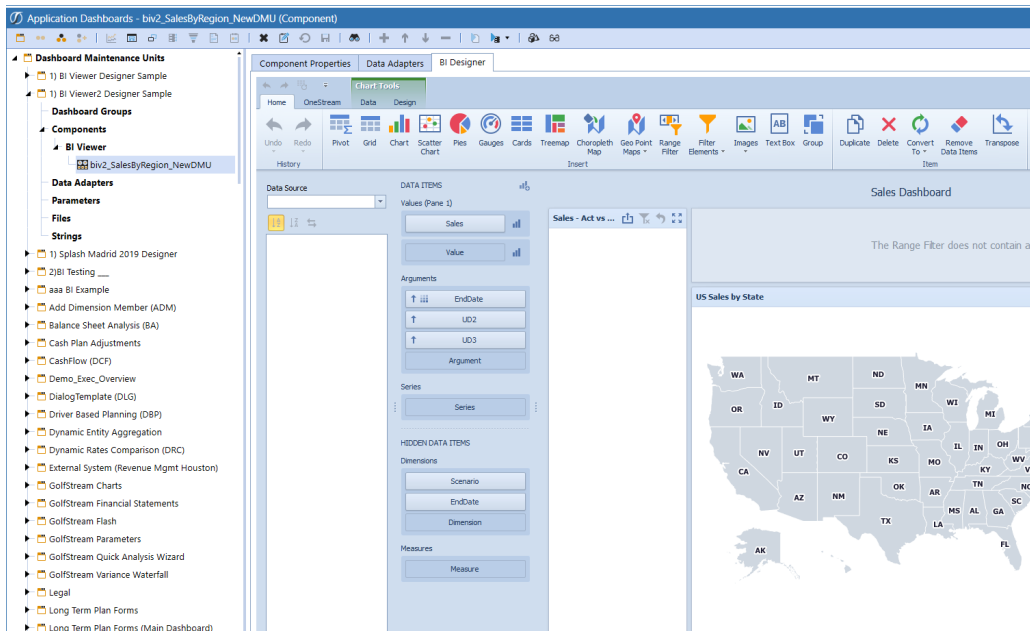 Application Dashboards - biv2_SalesByRegion_NewDMU (Component)
Dashboard Maintenance Units
1) BI Viewer Designer Sample
1) BI Viewer2 Designer Sample
Dashboard Groups
Components
BI Viewer
biv2_SalesByRegion_NewDMU
Data Adapters
Parameters
Files
Strings
1) Splash Madrid 2019 Designer
2)BI Testing ___
aaa BI Example
Add Dimension Member (ADM)
Balance Sheet Analysis (BA)
Cash Plan Adjustments
CashFlow (DCF)
Demo_Exec_Overview
DialogTemplate (DLG)
Driver Based Planning (DBP)
Dynamic Entity Aggregation
Dynamic Rates Comparison (DRC)
External System (Revenue Mgmt Houston)
GolfStream Charts
GolfStream Financial Statements
GolfStream Flash
GolfStream Parameters
GolfStream Quick Analysis Wizard
GolfStream Variance Waterfall
Legal
Long Term Plan Forms
Long Term Plan Forms (Main Dashboard)
Component Properties Data Adapters BI Designer
Chart Tools
Home OneStream Data Design
Undo Redo Pivot Grid Chart Scatter Chart Pies Gauges Cards Treemap Choropleth Map Geo Point Maps Range Filter Filter Elements Images Text Box Group Duplicate Delete Convert To Remove Data Items Transpose
History Insert Item
Data Source
DATA ITEMS
Values (Pane 1)
Sales
Value
Arguments
EndDate
UD2
UD3
Argument
Series
Series
HIDDEN DATA ITEMS
Dimensions
Scenario
EndDate
Dimension
Measures
Measure
Sales - Act vs ...
Sales Dashboard
The Range Filter does not contain a
US Sales by State
WA MT ND MN
OR ID SD WI MI
WY NE IA
NV UT CO IL IN OH
CA KS MO KY WV V
AZ NM OK AR TN NC
MS AL GA SC
TX LA
FL
AK